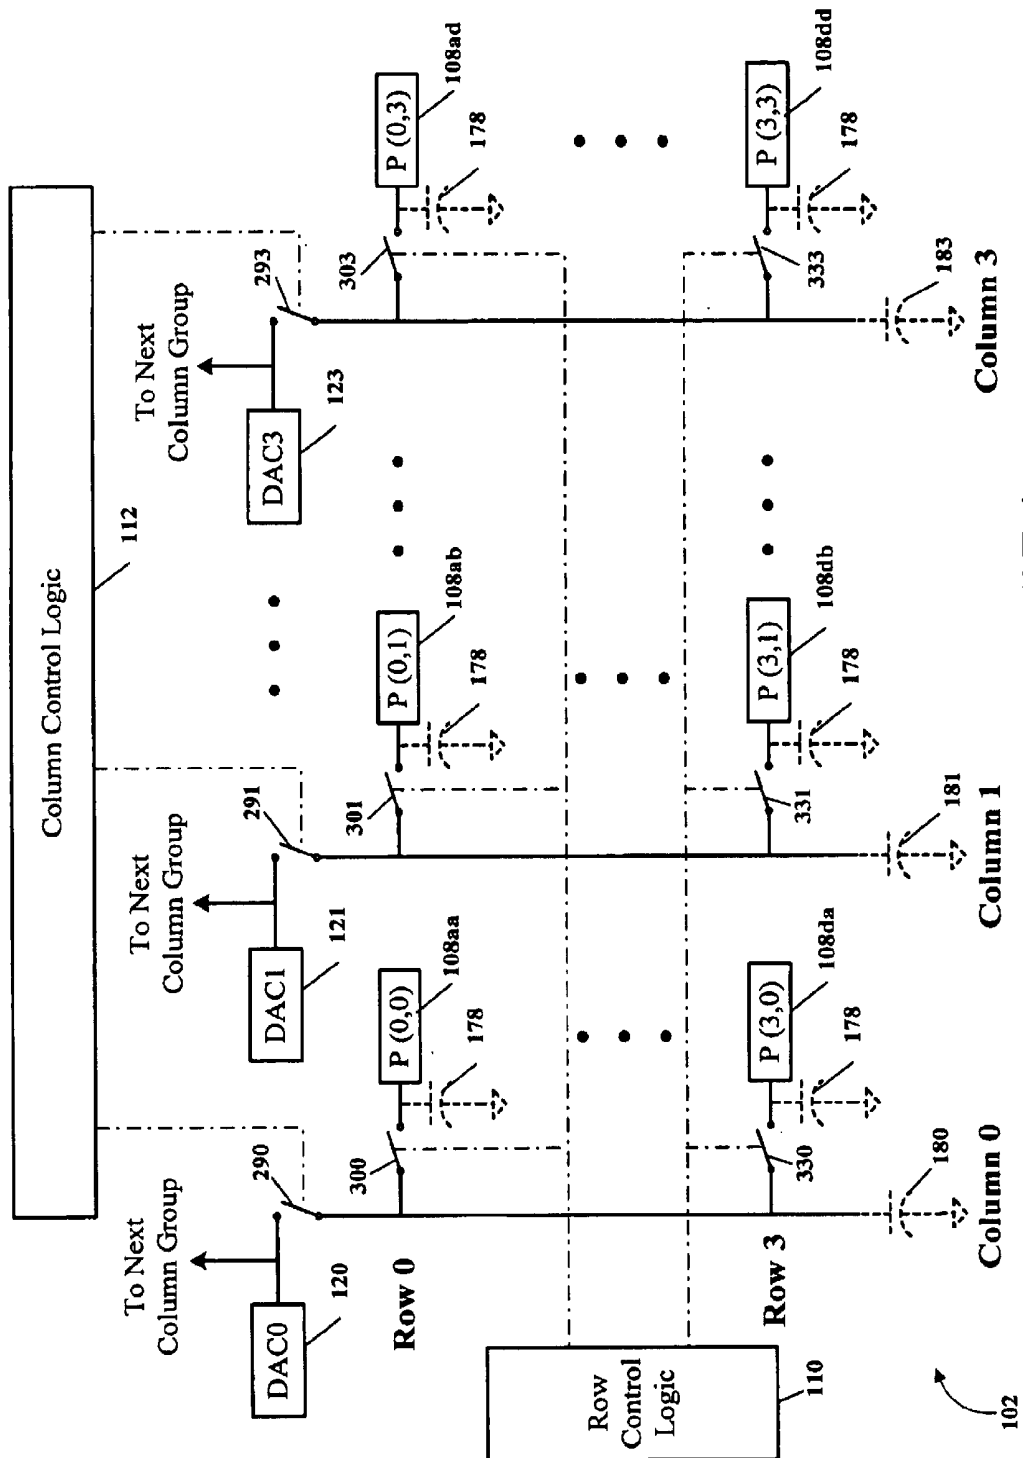 Column Control Logic
112
To Next
Column Group
To Next
Column Group
To Next
Column Group
DAC0
120
290
DAC1
121
291
DAC3
123
293
Row 0
300
P (0,0)
108aa
178
301
P (0,1)
108ab
178
303
P (0,3)
108ad
178
Row
Control
Logic
110
Row 3
330
P (3,0)
108da
178
331
P (3,1)
108db
178
333
P (3,3)
108dd
178
180
181
183
Column 0
Column 1
Column 3
102